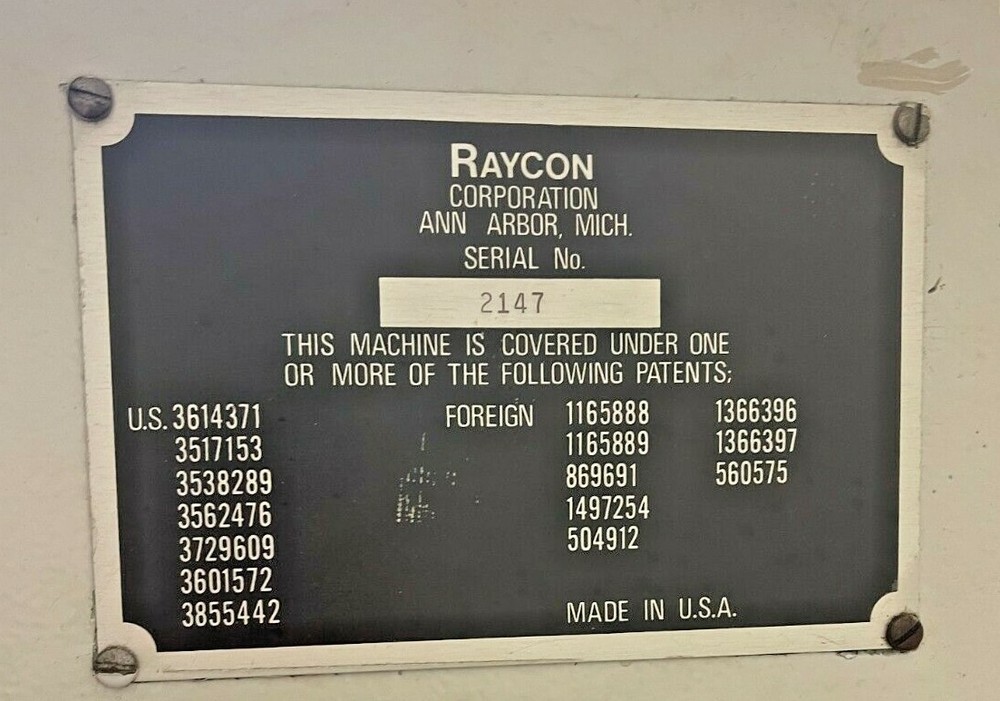 RAYCON
CORPORATION
ANN ARBOR, MICH.
SERIAL No.
2147
THIS MACHINE IS COVERED UNDER ONE
OR MORE OF THE FOLLOWING PATENTS;
U.S. 3614371 FOREIGN 1165888 1366396
3517153 1165889 1366397
3538289 869691 560575
3562476 1497254
3729609 504912
3601572
3855442 MADE IN U.S.A.